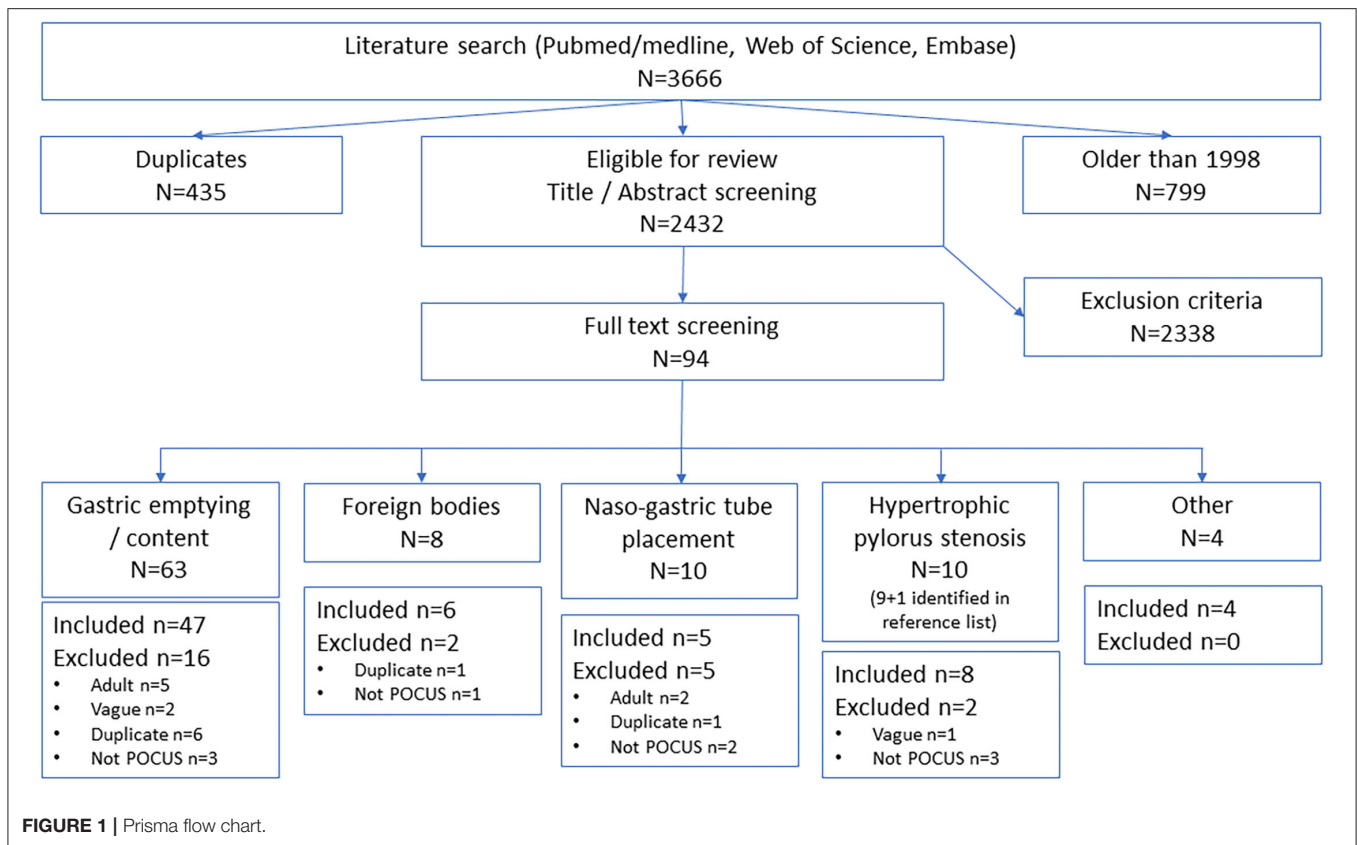 Literature search (Pubmed/medline, Web of Science, Embase)
N=3666
Duplicates
N=435
Eligible for review
Title / Abstract screening
N=2432
Older than 1998
N=799
Exclusion criteria
N=2338
Full text screening
N=94
Gastric emptying
/ content
N=63
Included n=47
Excluded n=16
• Adult n=5
• Vague n=2
• Duplicate n=6
• Not POCUS n=3
Foreign bodies
N=8
Included n=6
Excluded n=2
• Duplicate n=1
• Not POCUS n=1
Naso-gastric tube
placement
N=10
Included n=5
Excluded n=5
• Adult n=2
• Duplicate n=1
• Not POCUS n=2
Hypertrophic
pylorus stenosis
N=10
(9+1 identified in
reference list)
Included n=8
Excluded n=2
• Vague n=1
• Not POCUS n=3
Other
N=4
Included n=4
Excluded n=0
FIGURE 1 | Prisma flow chart.